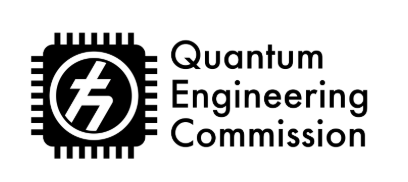 ħ
Quantum
Engineering
Commission